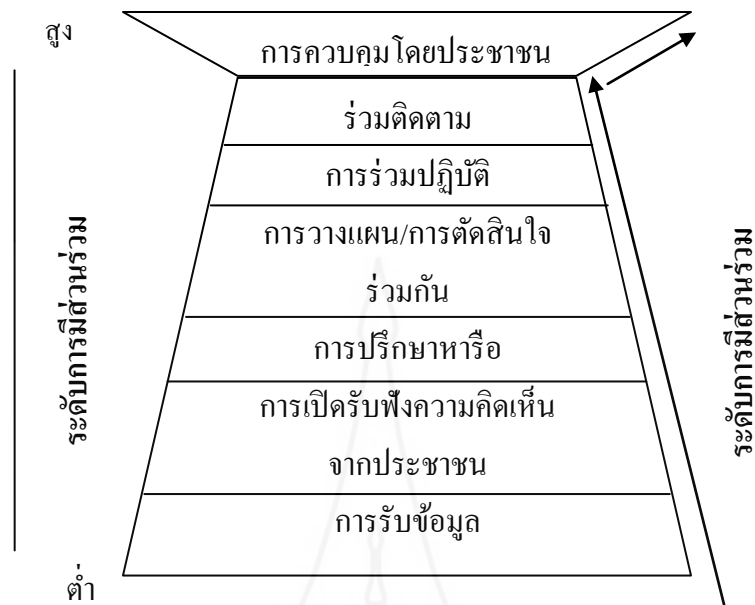 สูง
การควบคุมโดยประชาชน
ร่วมติดตาม
การร่วมปฏิบัติ
การวางแผน/การตัดสินใจ
ร่วมกัน
การปรึกษาหารือ
การเปิดรับฟังความคิดเห็น
จากประชาชน
การรับข้อมูล
ต่ำ
ระดับการมีส่วนร่วม
ระดับการมีส่วนร่วม